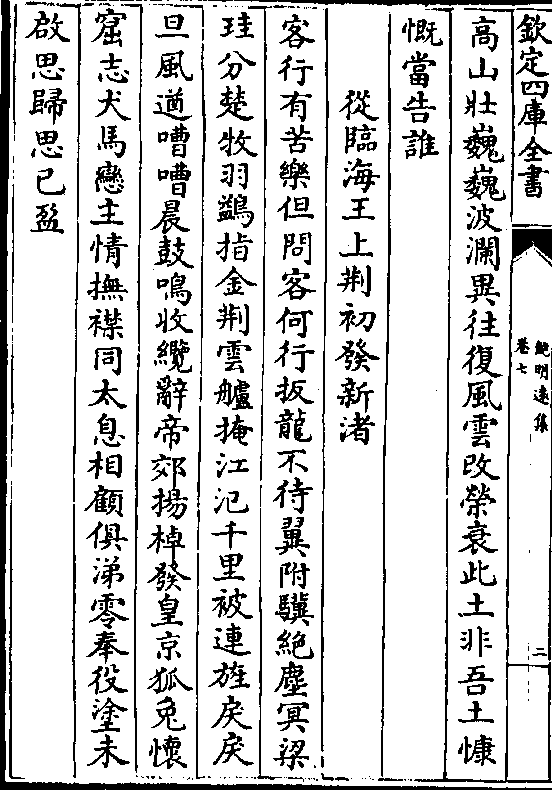 欽定四庫全書
鮑明遠集
卷七
二
高山壯巍巍波瀾異往復風雲改榮衰此土非吾土慷
慨當告誰
從臨海王上荆初發新渚
客行有苦樂但問客何行扳龍不待翼附驥絶塵冥梁
珪分楚牧羽鷁指金荆雲艫掩江汜千里被連旌戾戾
旦風遒嘈嘈晨鼓鳴收纜辭帝郊揚棹發皇京狐兔懷
窟志犬馬戀主情撫襟同太息相顧俱涕零奉役塗未
啟思歸思已盈